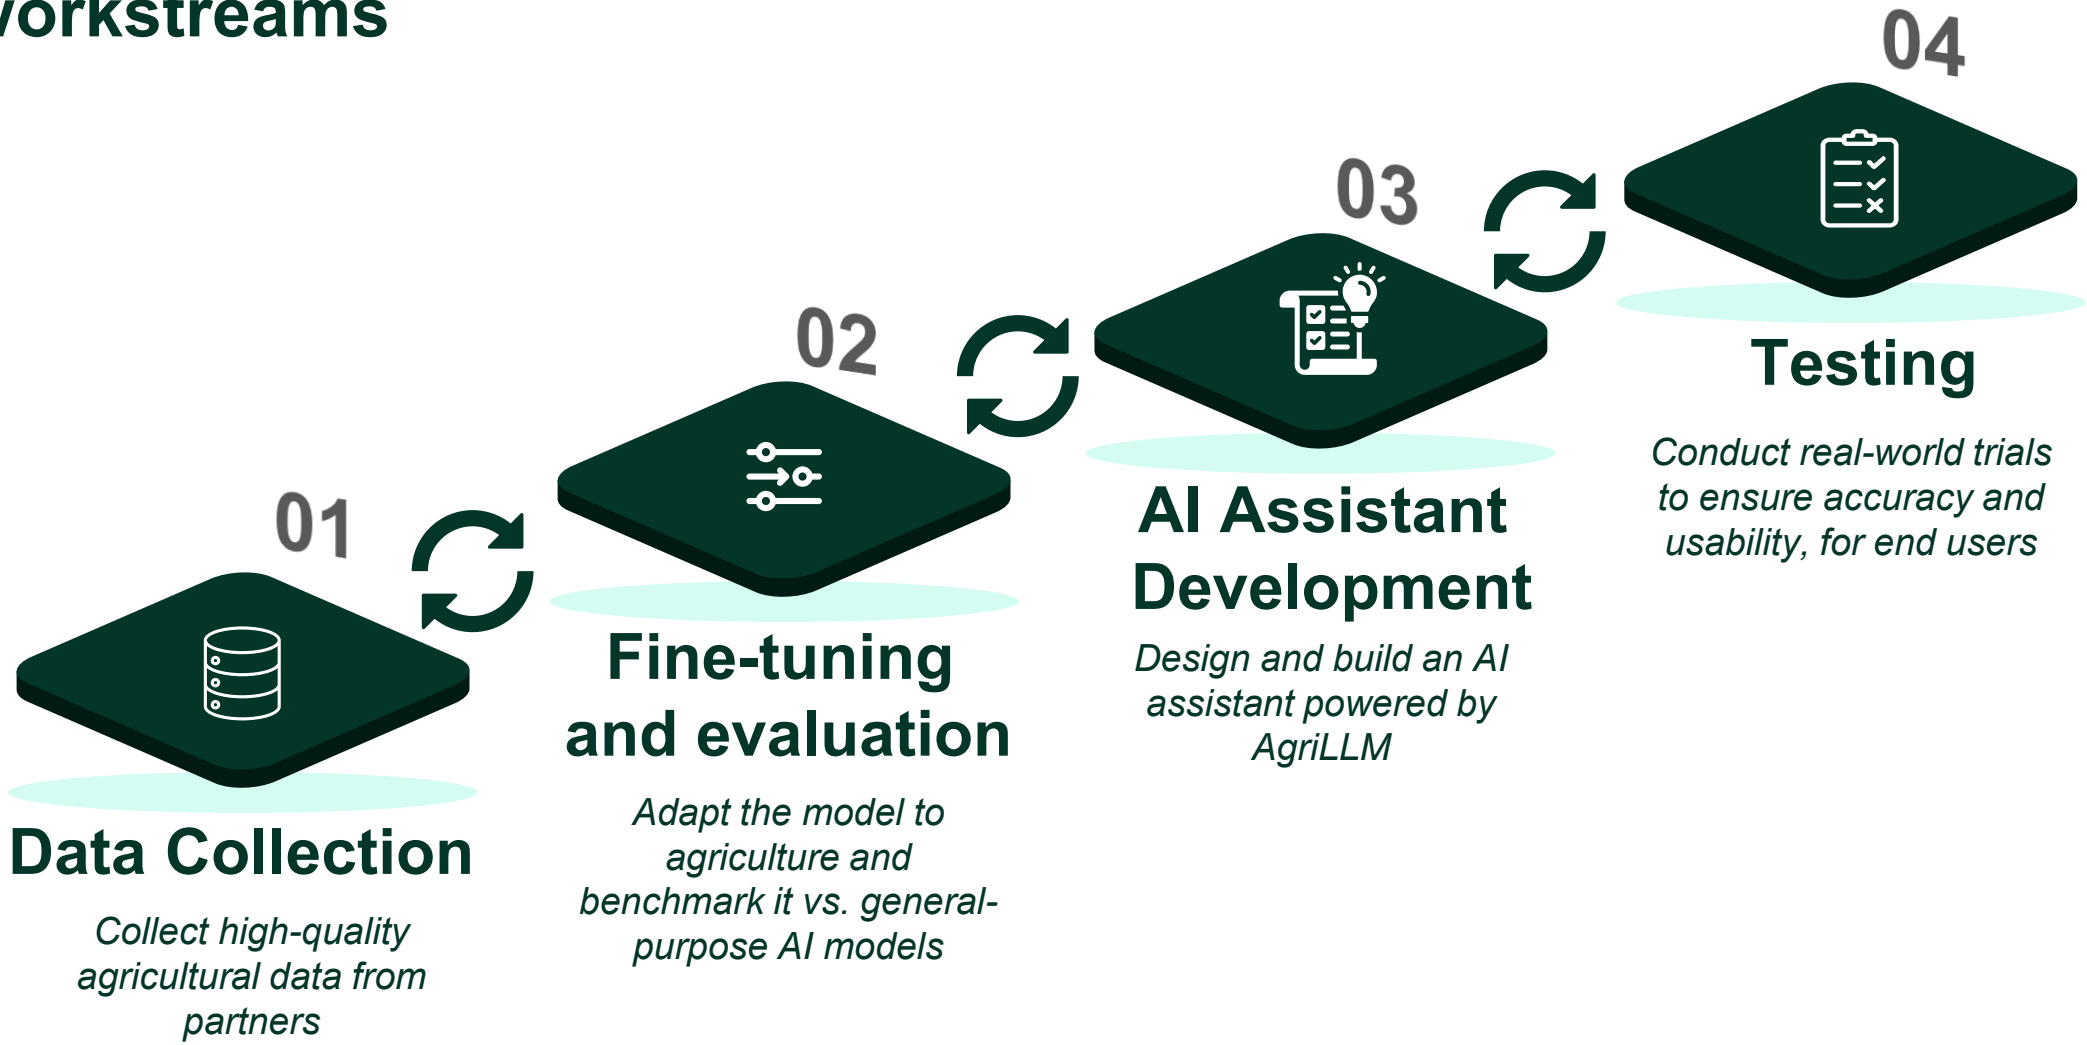 workstreams
01
Data Collection
Collect high-quality
agricultural data from
partners
02
Fine-tuning
and evaluation
Adapt the model to
agriculture and
benchmark it vs. general-
purpose AI models
03
AI Assistant
Development
Design and build an AI
assistant powered by
AgriLLM
04
Testing
Conduct real-world trials
to ensure accuracy and
usability, for end users